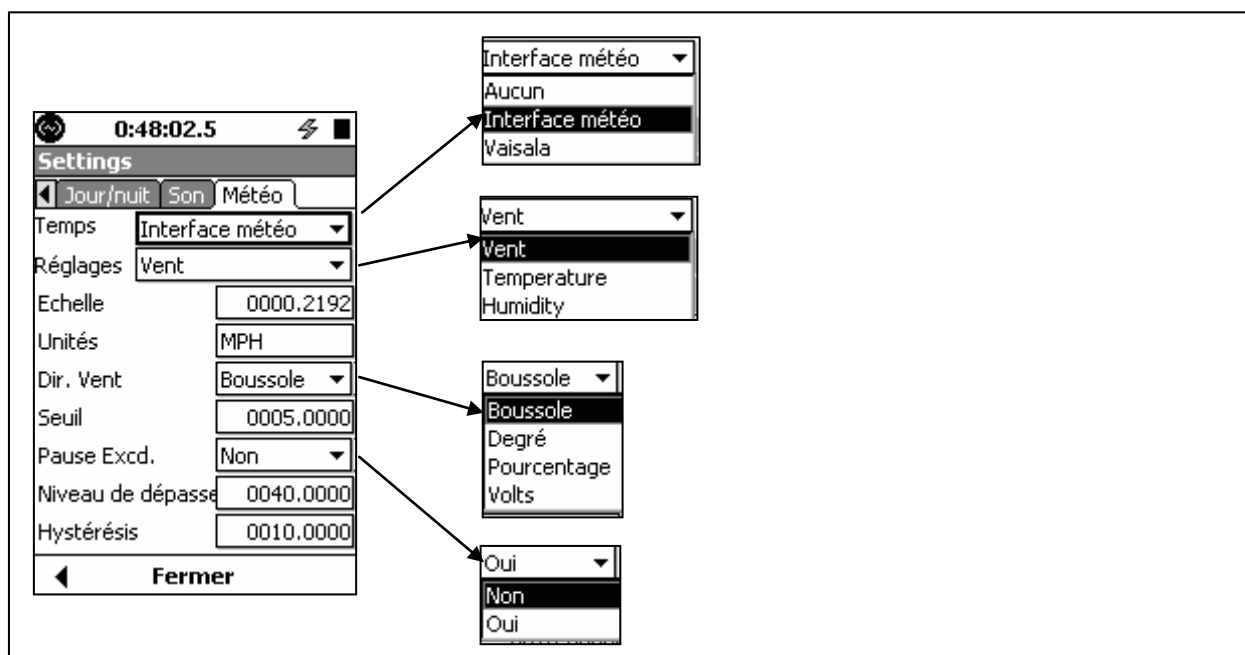 0:48:02.5
Settings
Jour/nuit Son Météo
Temps Interface météo
Réglages Vent
Echelle 0000.2192
Unités MPH
Dir. Vent Boussole
Seuil 0005.0000
Pause Excd. Non
Niveau de dépasse 0040.0000
Hystérésis 0010.0000
Fermer
Interface météo
Aucun
Interface météo
Vaisala
Vent
Vent
Temperature
Humidity
Boussole
Boussole
Degré
Pourcentage
Volts
Oui
Non
Oui